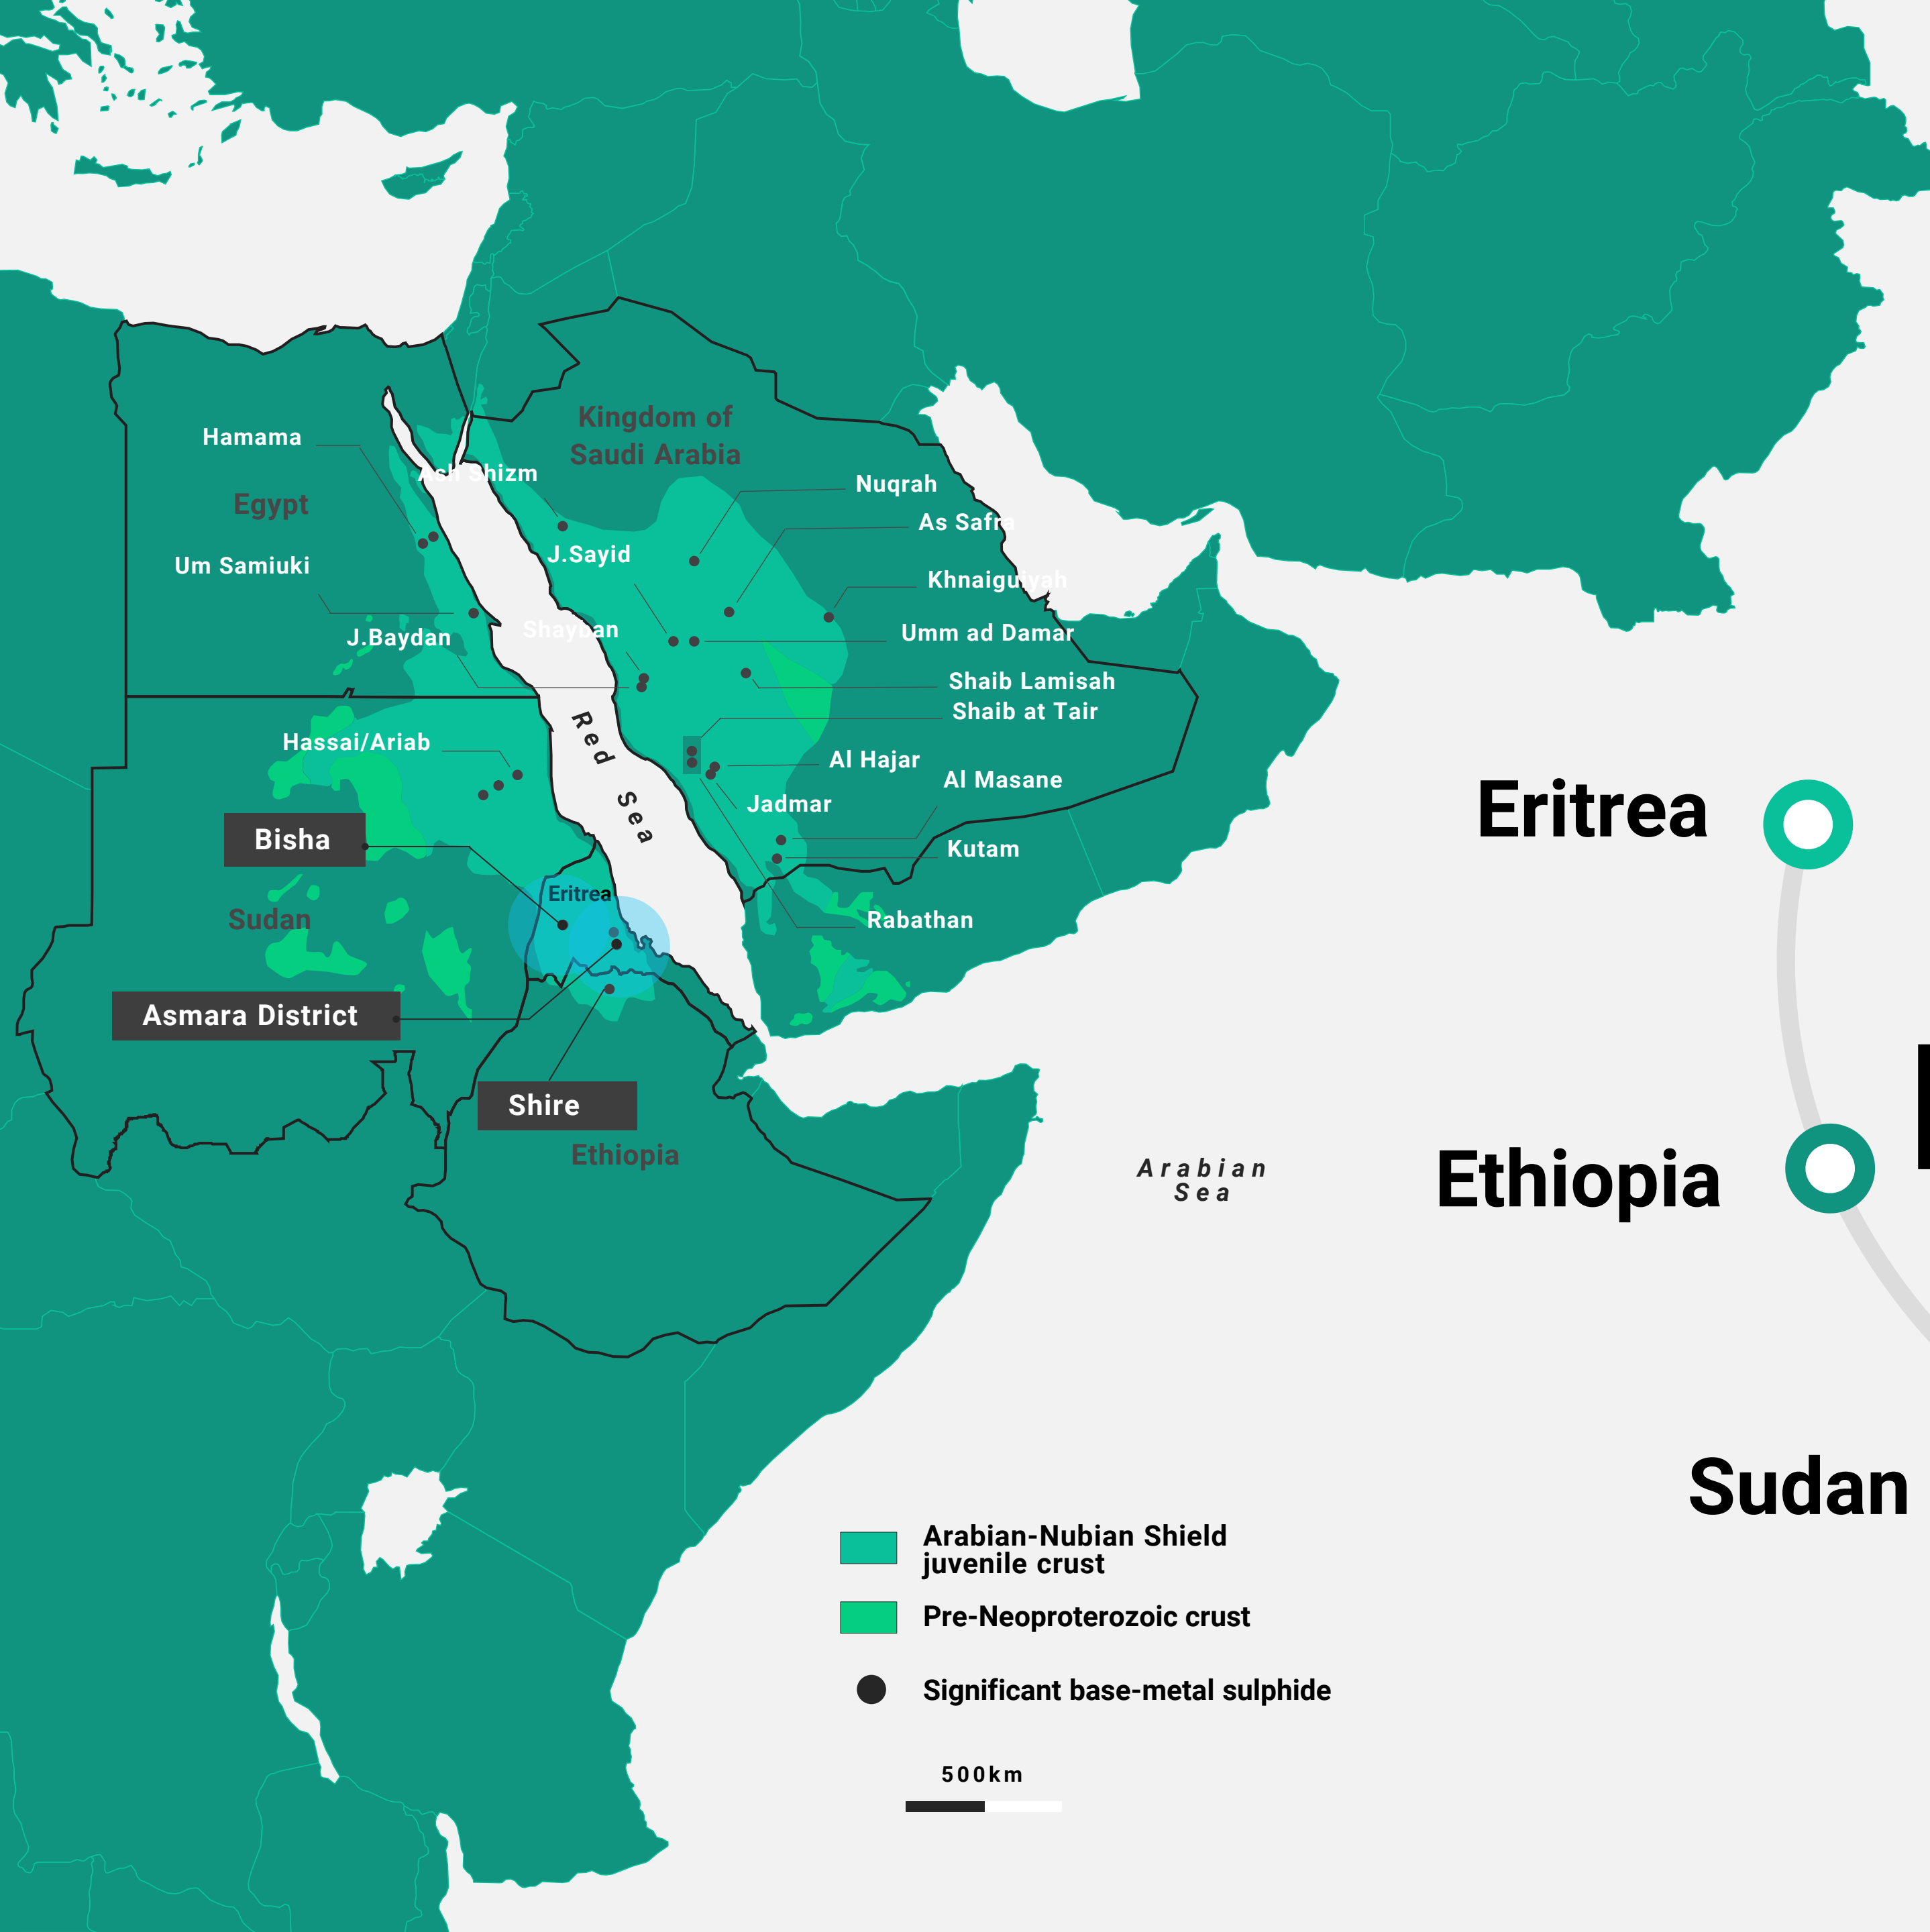 Kingdom of
Saudi Arabia
Hamama
Ash Shizm
Nuqrah
Egypt
As Safra
J.Sayid
Um Samiuki
Khnaiguiyah
Shayban
Umm ad Damar
J.Baydan
Shaib Lamisah
Shaib at Tair
Red Sea
Hassai/Ariab
Al Hajar
Al Masane
Jadmar
Bisha
Kutam
Eritrea
Sudan
Rabathan
Asmara District
Shire
Ethiopia
Arabian
Sea
Eritrea
Ethiopia
Sudan
Arabian-Nubian Shield
juvenile crust
Pre-Neoproterozoic crust
Significant base-metal sulphide
500km